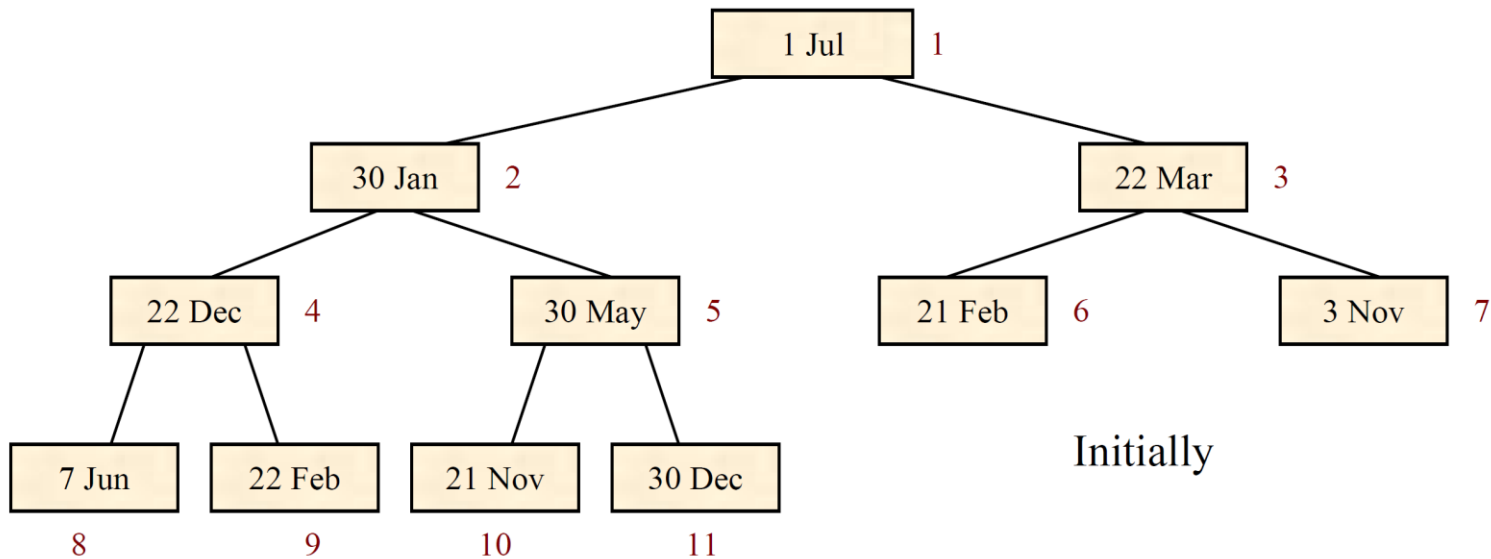 1 Jul 1
30 Jan 2
22 Mar 3
22 Dec 4
30 May 5
21 Feb 6
3 Nov 7
7 Jun
22 Feb
21 Nov
30 Dec
Initially
8
9
10
11